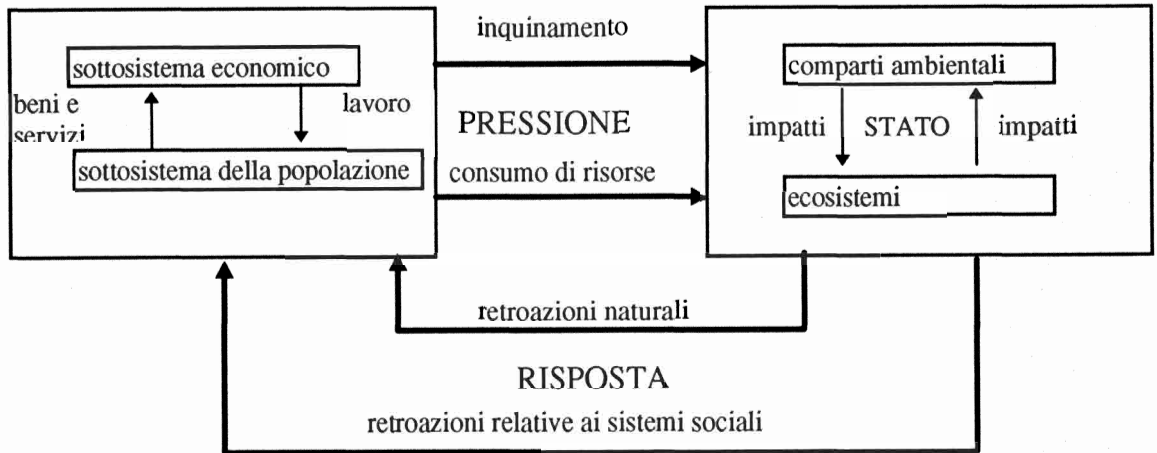 inquinamento
sottosistema economico
comparti ambientali
beni e
servizi
lavoro
PRESSIONE
impatti
STATO
impatti
sottosistema della popolazione
consumo di risorse
ecosistemi
retroazioni naturali
RISPOSTA
retroazioni relative ai sistemi sociali